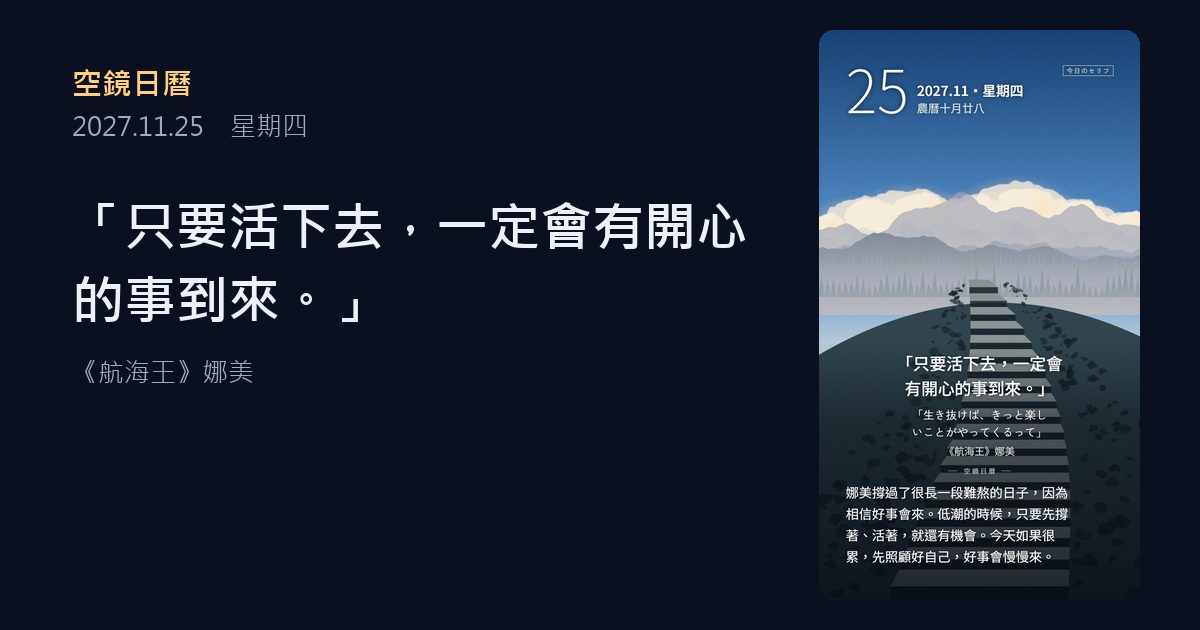 空鏡日曆
2027.11.25 星期四
「只要活下去，一定會有開心
的事到來。」
《航海王》娜美
25
2027.11・星期四
農曆十月廿八
今日のセリフ
「只要活下去，一定會
有開心的事到來。」
「生き抜けば、きっと楽し
いことがやってくるって」
《航海王》娜美
— 空鏡日曆 —
娜美撐過了很長一段難熬的日子，因為
相信好事會來。低潮的時候，只要先撐
著、活著，就還有機會。今天如果很
累，先照顧好自己，好事會慢慢來。